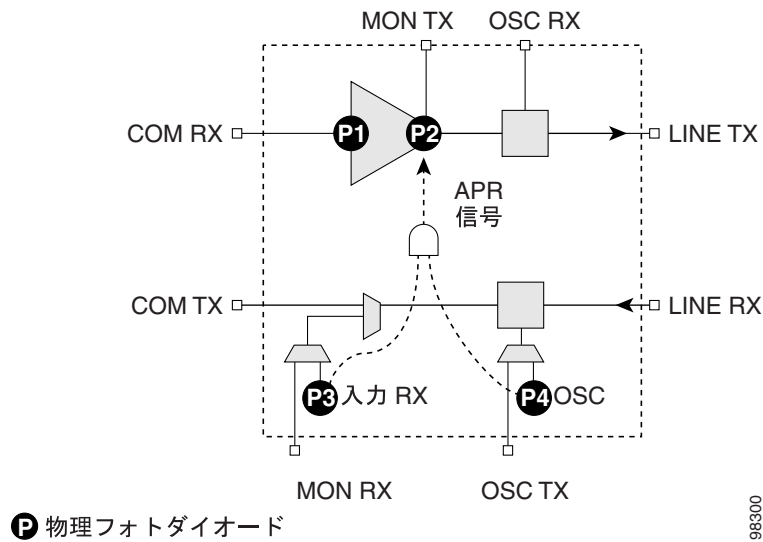 MON TX OSC RX
COM RX
P1
P2
LINE TX
APR
信号
COM TX
LINE RX
P3 入力 RX
P4 OSC
MON RX
OSC TX
P 物理フォトダイオード
98300